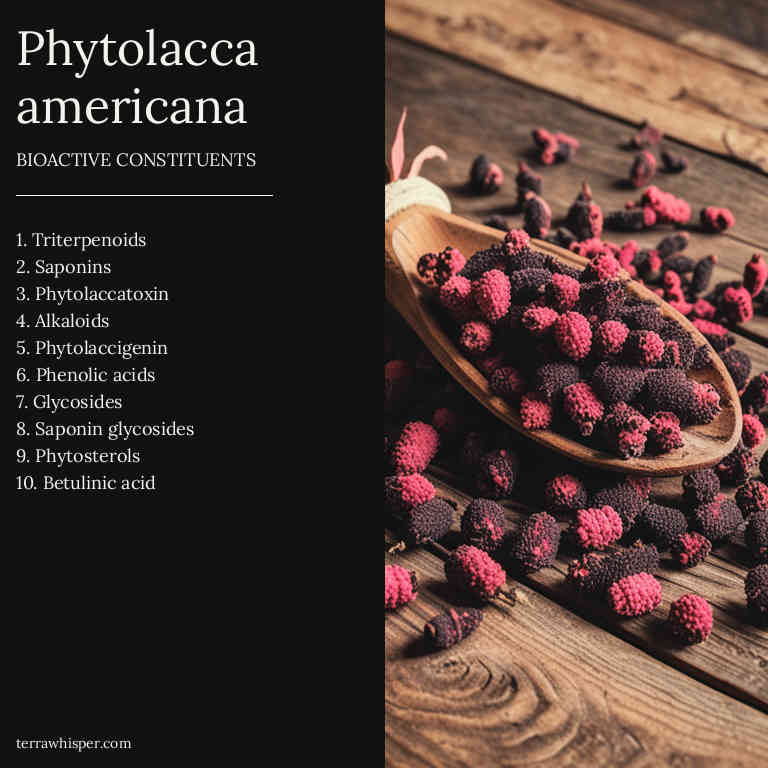 Phytolacca
americana
BIOACTIVE CONSTITUENTS
1. Triterpenoids
2. Saponins
3. Phytolaccatoxin
4. Alkaloids
5. Phytolaccigenin
6. Phenolic acids
7. Glycosides
8. Saponin glycosides
9. Phytosterols
10. Betulinic acid
terrawhisper.com